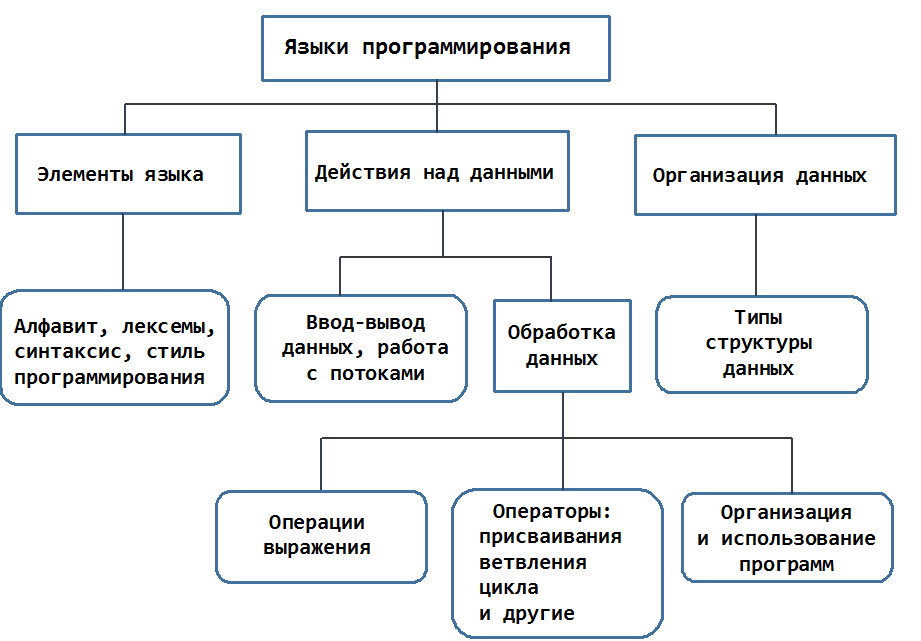 Языки программирования
Элементы языка
Действия над данными
Организация данных
Алфавит, лексемы,
синтаксис, стиль
программирования
Ввод-вывод
данных, работа
с потоками
Обработка
данных
Типы
структуры
данных
Операции
выражения
Операторы:
присваивания
ветвления
цикла
и другие
Организация
и использование
программ